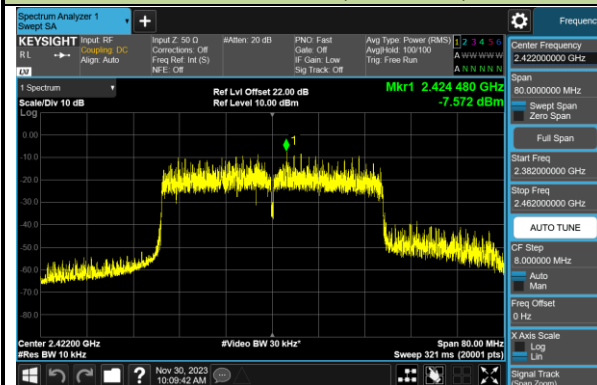 Spectrum Analyzer 1
Swept SA
Frequenc
KEYSIGHT Input: RF
RL Coupling: DC
Align: Auto
LXI
Input Z: 50 Ω
Corrections: Off
Freq Ref: Int (S)
NFE: Off
#Atten: 20 dB
PNO: Fast
Gate: Off
IF Gain: Low
Sig Track: Off
Avg Type: Power (RMS)
Avg|Hold: 100/100
Trig: Free Run
1 2 3 4 5 6
A W W W W W
A N N N N N
1 Spectrum
Scale/Div 10 dB
Log
Ref Lvl Offset 22.00 dB
Ref Level 10.00 dBm
Mkr1 2.424 480 GHz
-7.572 dBm
1
0.00
-10.0
-20.0
-30.0
-40.0
-50.0
-60.0
-70.0
-80.0
Center 2.42200 GHz
#Res BW 10 kHz
#Video BW 30 kHz*
Span 80.00 MHz
Sweep 321 ms (20001 pts)
Nov 30, 2023
10:09:42 AM
Center Frequency
2.422000000 GHz
Span
80.0000000 MHz
Swept Span
Zero Span
Full Span
Start Freq
2.382000000 GHz
Stop Freq
2.462000000 GHz
AUTO TUNE
CF Step
8.000000 MHz
Auto
Man
Freq Offset
0 Hz
X Axis Scale
Log
Lin
Signal Track
(Span Zoom)